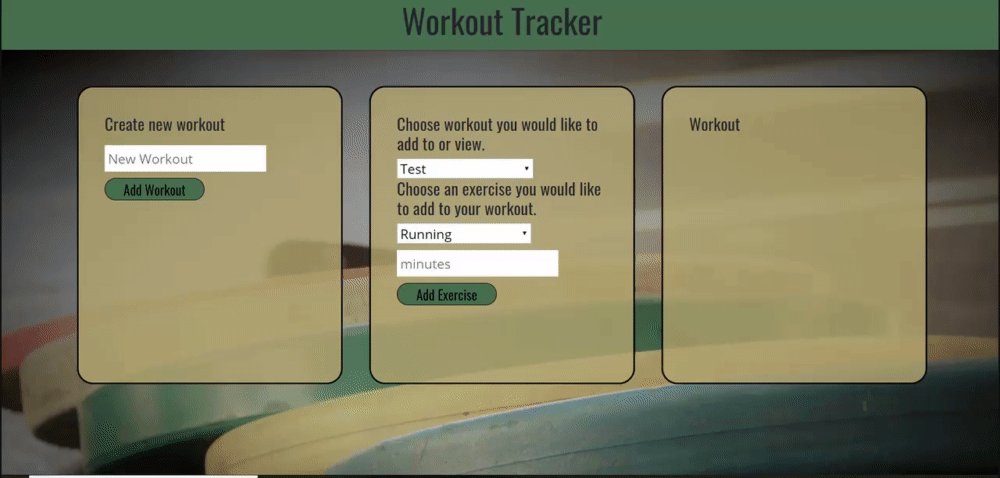 Workout Tracker
Create new workout
New Workout
Add Workout
Choose workout you would like to
add to or view.
Test
Choose an exercise you would like
to add to your workout.
Running
minutes
Add Exercise
Workout